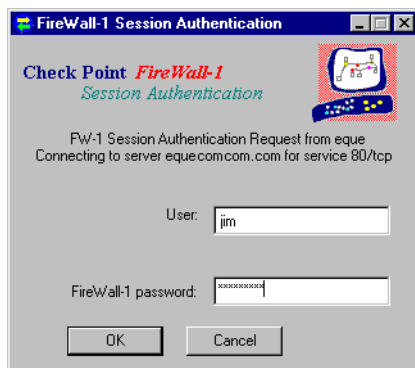 FireWall-1 Session Authentication
Check Point FireWall-1
Session Authentication
FW-1 Session Authentication Request from eque
Connecting to server equecomcom.com for service 80/tcp
User:
jim
FireWall-1 password:
*********
OK
Cancel